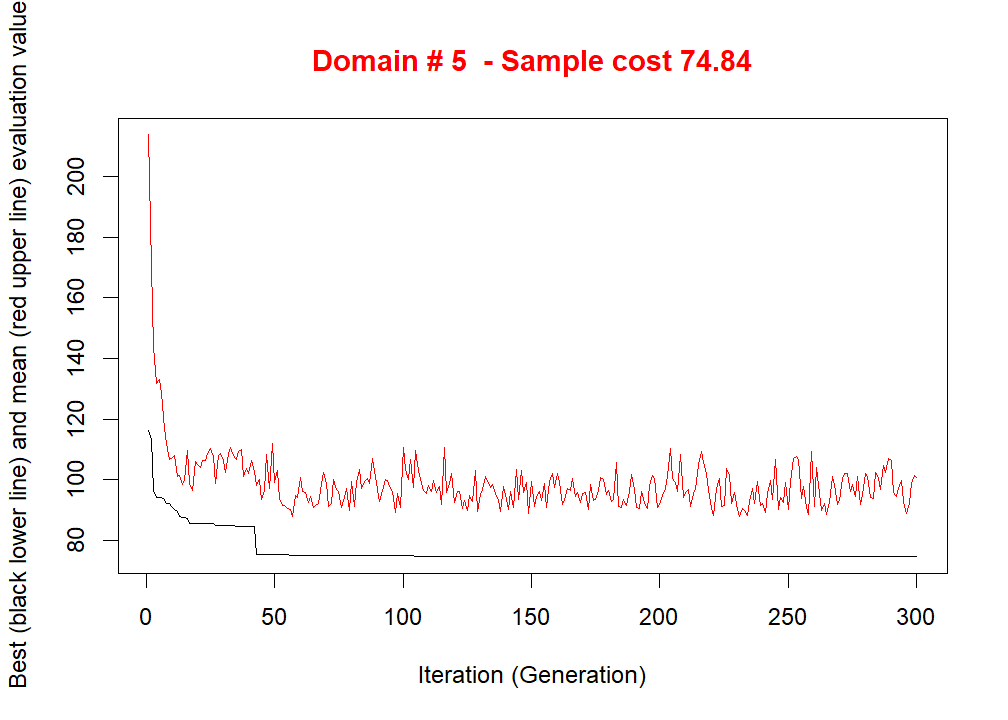 Domain # 5  - Sample cost 74.84
Best (black lower line) and mean (red upper line) evaluation value
200
180
160
140
120
100
80
0 50 100 150 200 250 300
Iteration (Generation)